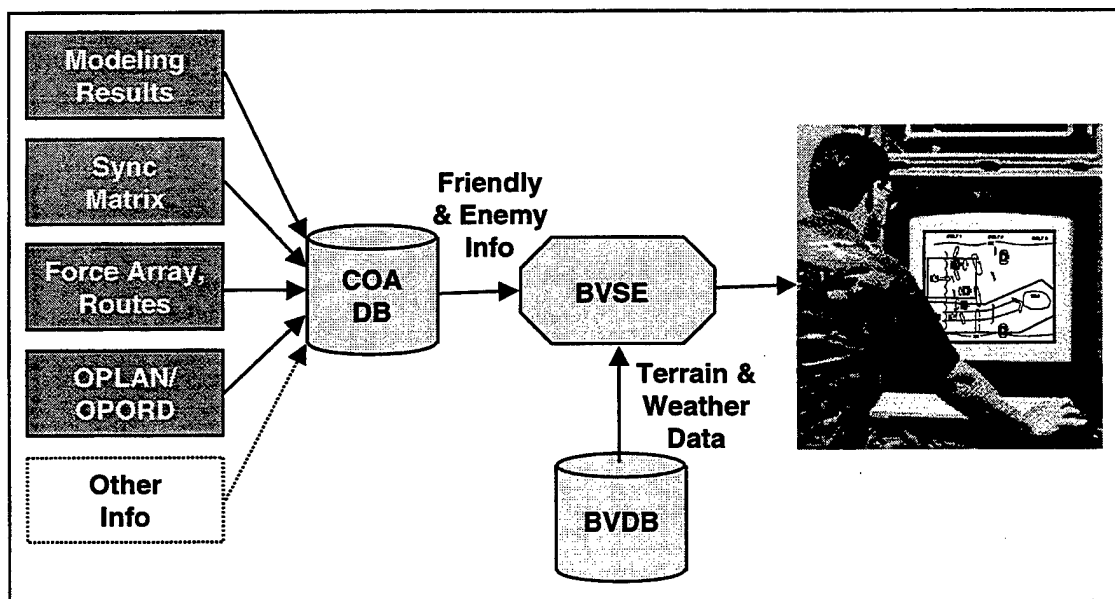 Modeling
Results
Sync
Matrix
Force Array,
Routes
OPLAN/
OPORD
Other
Info
COA
DB
Friendly
& Enemy
Info
BVSE
Terrain &
Weather
Data
BVDB